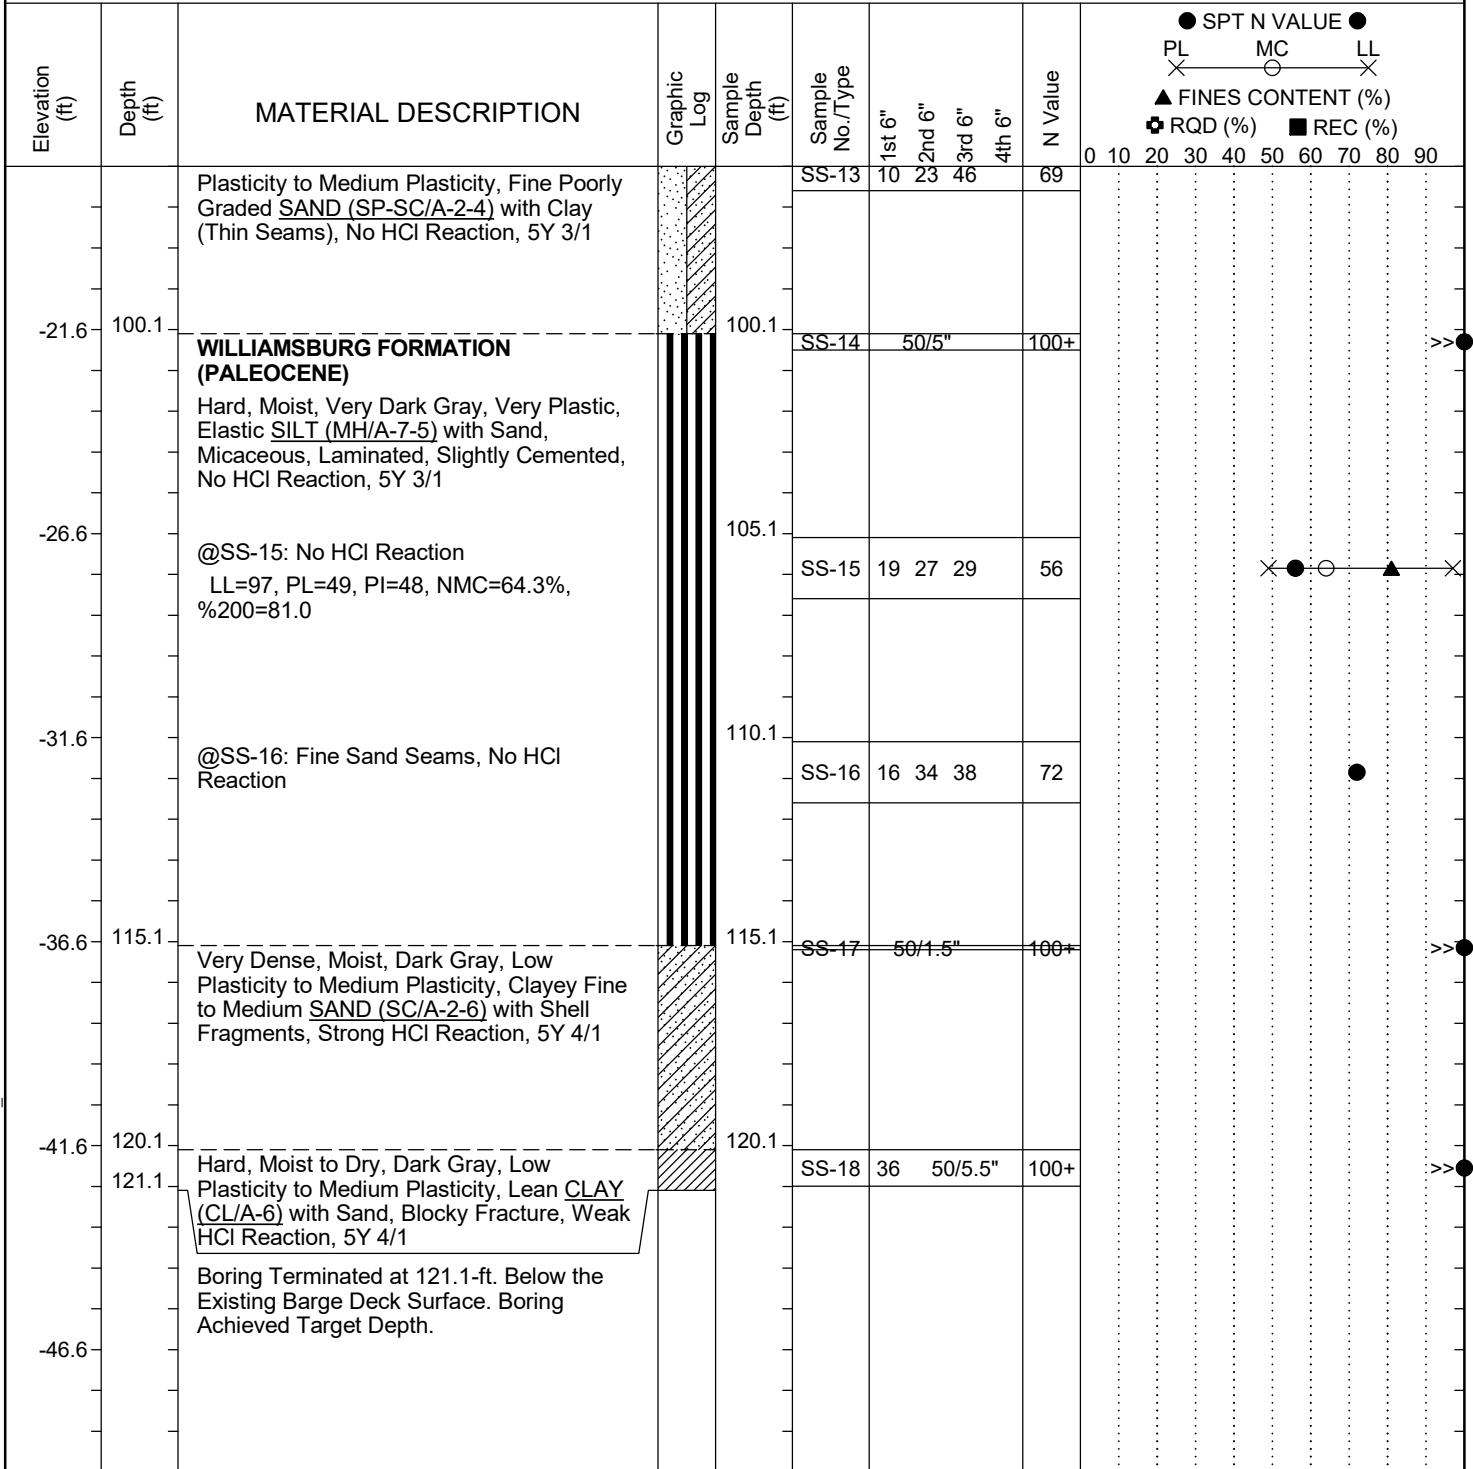 ● SPT N VALUE ●
PL MC LL
▲ FINES CONTENT (%)
RQD (%) ■ REC (%)
Elevation (ft)
Depth (ft)
MATERIAL DESCRIPTION
Graphic Log
Sample Depth (ft)
Sample No./Type
1st 6"
2nd 6"
3rd 6"
4th 6"
N Value
0 10 20 30 40 50 60 70 80 90
SS-13 10 23 46 69
Plasticity to Medium Plasticity, Fine Poorly
Graded SAND (SP-SC/A-2-4) with Clay
(Thin Seams), No HCl Reaction, 5Y 3/1
-21.6 100.1 100.1
SS-14 50/5" 100+ >>
WILLIAMSBURG FORMATION
(PALEOCENE)
Hard, Moist, Very Dark Gray, Very Plastic,
Elastic SILT (MH/A-7-5) with Sand,
Micaceous, Laminated, Slightly Cemented,
No HCl Reaction, 5Y 3/1
-26.6 105.1
@SS-15: No HCl Reaction
SS-15 19 27 29 56
LL=97, PL=49, PI=48, NMC=64.3%,
%200=81.0
-31.6 110.1
@SS-16: Fine Sand Seams, No HCl
Reaction
SS-16 16 34 38 72
-36.6 115.1 115.1
SS-17 50/1.5" 100+ >>
Very Dense, Moist, Dark Gray, Low
Plasticity to Medium Plasticity, Clayey Fine
to Medium SAND (SC/A-2-6) with Shell
Fragments, Strong HCl Reaction, 5Y 4/1
-41.6 120.1 120.1
SS-18 36 50/5.5" 100+ >>
121.1
Hard, Moist to Dry, Dark Gray, Low
Plasticity to Medium Plasticity, Lean CLAY
(CL/A-6) with Sand, Blocky Fracture, Weak
HCl Reaction, 5Y 4/1
Boring Terminated at 121.1-ft. Below the
Existing Barge Deck Surface. Boring
Achieved Target Depth.
-46.6